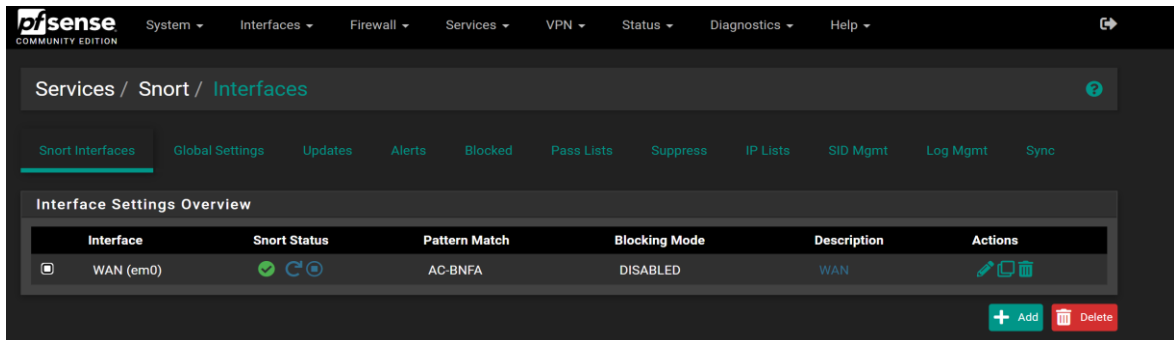 pfsense System Interfaces Firewall Services VPN Status Diagnostics Help
COMMUNITY EDITION
Services / Snort / Interfaces
Snort Interfaces Global Settings Updates Alerts Blocked Pass Lists Suppress IP Lists SID Mgmt Log Mgmt Sync
Interface Settings Overview
Interface Snort Status Pattern Match Blocking Mode Description Actions
WAN (em0) AC-BNFA DISABLED WAN
Add Delete